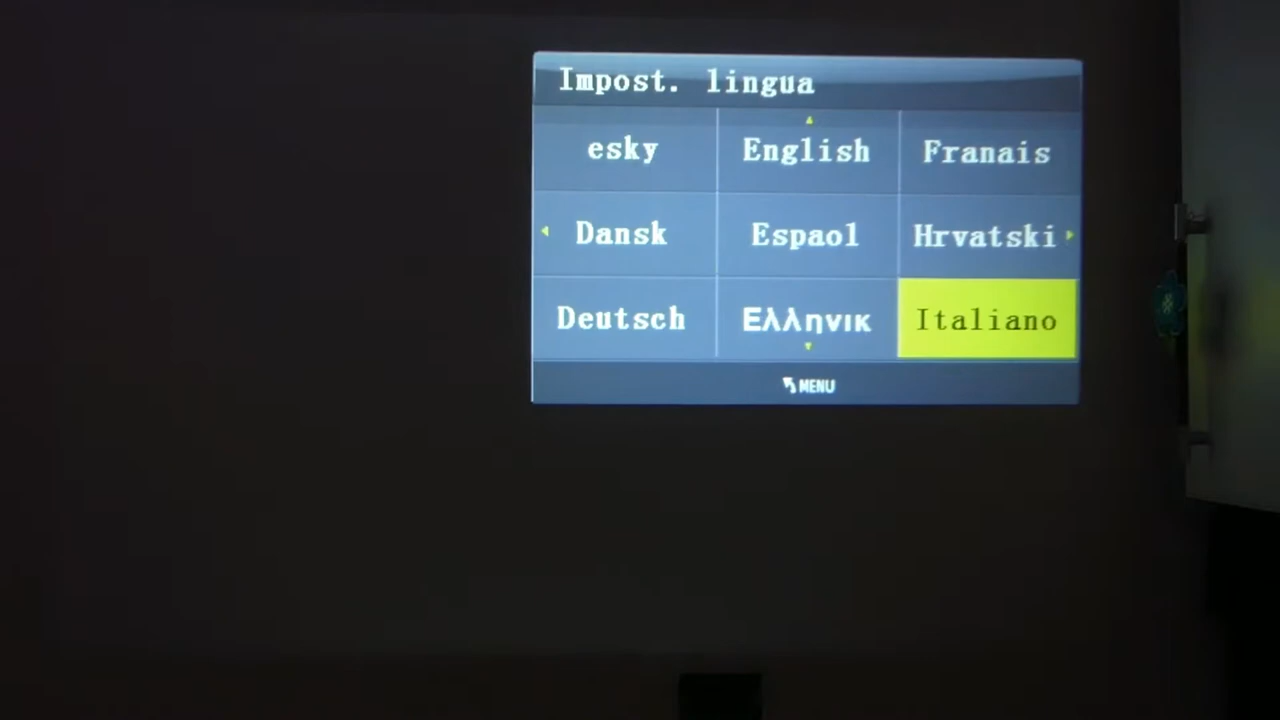 Impost. lingua
esky English Franais
Dansk Espaol Hrvatski
Deutsch Ελληνικ Italiano
MENU